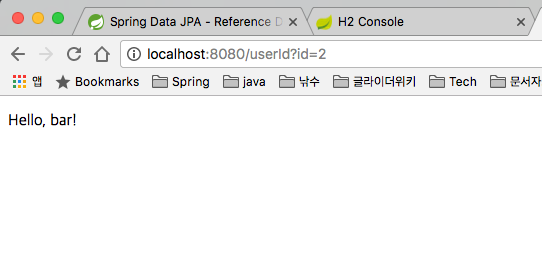 Spring Data JPA - Reference D
H2 Console
localhost:8080/userId?id=2
앱 Bookmarks Spring java 낚수 글라이더위키 Tech 문서자
Hello, bar!